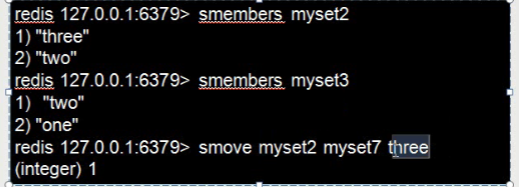 redis 127.0.0.1:6379> smembers myset2
1) "three"
2) "two"
redis 127.0.0.1:6379> smembers myset3
1)  "two"
2) "one"
redis 127.0.0.1:6379> smove myset2 myset7 three
(integer) 1